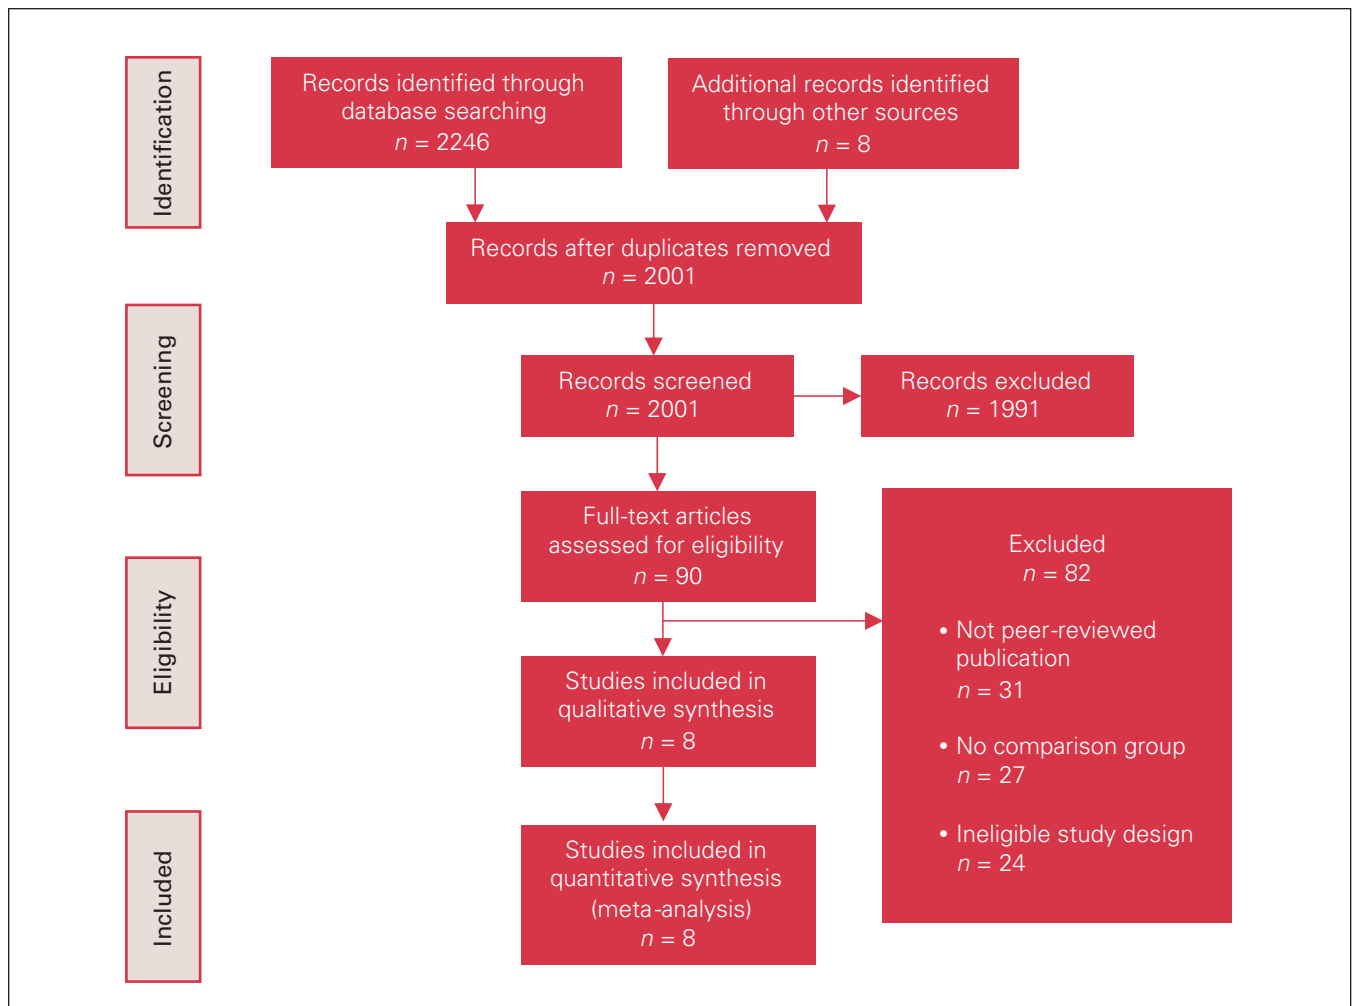 Identification
Records identified through
database searching
n = 2246
Additional records identified
through other sources
n = 8
Records after duplicates removed
n = 2001
Screening
Records screened
n = 2001
Records excluded
n = 1991
Eligibility
Full-text articles
assessed for eligibility
n = 90
Excluded
n = 82
• Not peer-reviewed
publication
n = 31
• No comparison group
n = 27
• Ineligible study design
n = 24
Studies included in
qualitative synthesis
n = 8
Included
Studies included in
quantitative synthesis
(meta-analysis)
n = 8